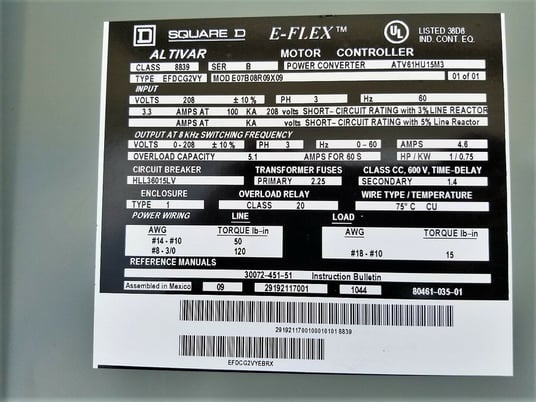 D SQUARE D E-FLEX™ UL LISTED 38D8 IND. CONT. EQ.
ALTIVAR MOTOR CONTROLLER
CLASS 8839 SER B POWER CONVERTER ATV61HU15M3
TYPE EFDCG2VY MOD E07B08R09X09 01 of 01
INPUT
VOLTS 208 ±10% PH 3 Hz 60
3.3 AMPS AT 100 KA 208 volts SHORT-CIRCUIT RATING with 3% LINE REACTOR
AMPS AT KA volts SHORT-CIRCUIT RATING with 5% Line Reactor
OUTPUT AT 8 kHz SWITCHING FREQUENCY
VOLTS 0-208 ±10% PH 3 Hz 0-60 AMPS 4.6
OVERLOAD CAPACITY 5.1 AMPS FOR 60 S HP / KW 1 / 0.75
CIRCUIT BREAKER TRANSFORMER FUSES CLASS CC, 600 V, TIME-DELAY
HLL36015LV PRIMARY 2.25 SECONDARY 1.4
ENCLOSURE OVERLOAD RELAY WIRE TYPE / TEMPERATURE
TYPE 1 CLASS 20 75° C CU
POWER WIRING LINE LOAD
AWG TORQUE lb-in AWG TORQUE lb-in
#14 - #10 50 #18 - #10 15
#8 - 3/0 120
REFERENCE MANUALS
30072-451-51 Instruction Bulletin
Assembled in Mexico 09 29192117001 1044 80461-035-01
2919211700100010101 8839
EFDCG2VYEBRX